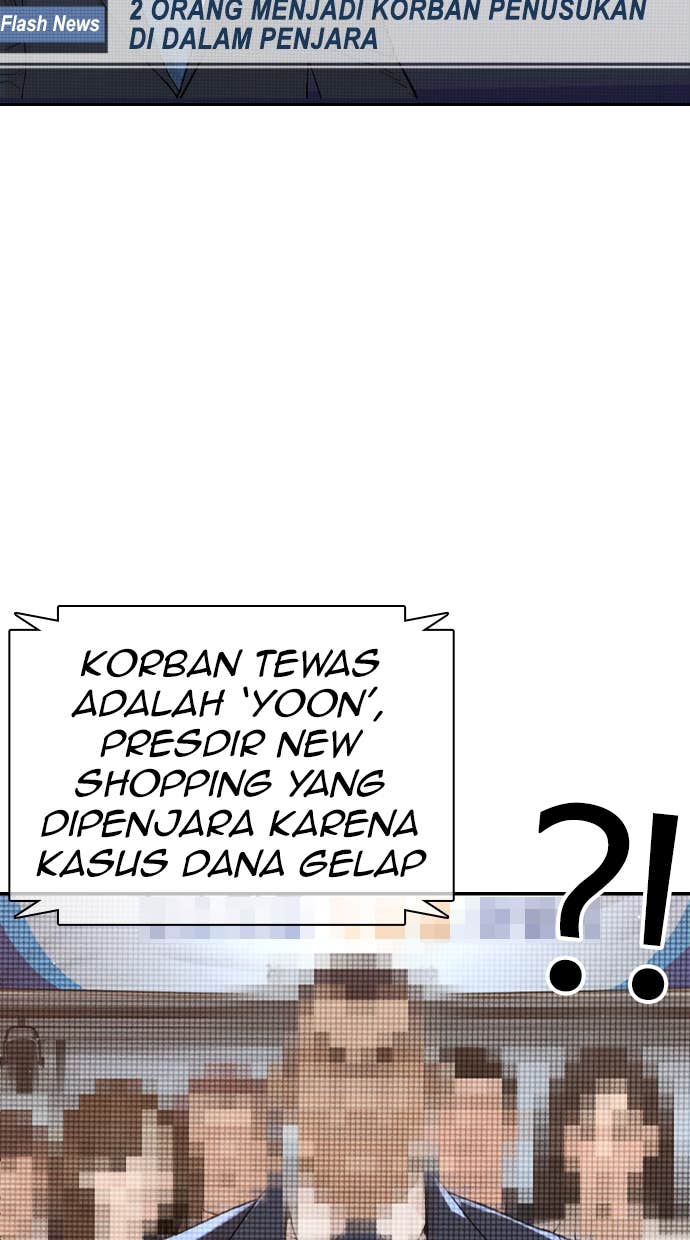 Flash News
2 ORANG MENJADI KORBAN PENUSUKAN
DI DALAM PENJARA
KORBAN TEWAS
ADALAH ‘YOON’,
PRESDIR NEW
SHOPPING YANG
DIPENJARA KARENA
KASUS DANA GELAP
?!